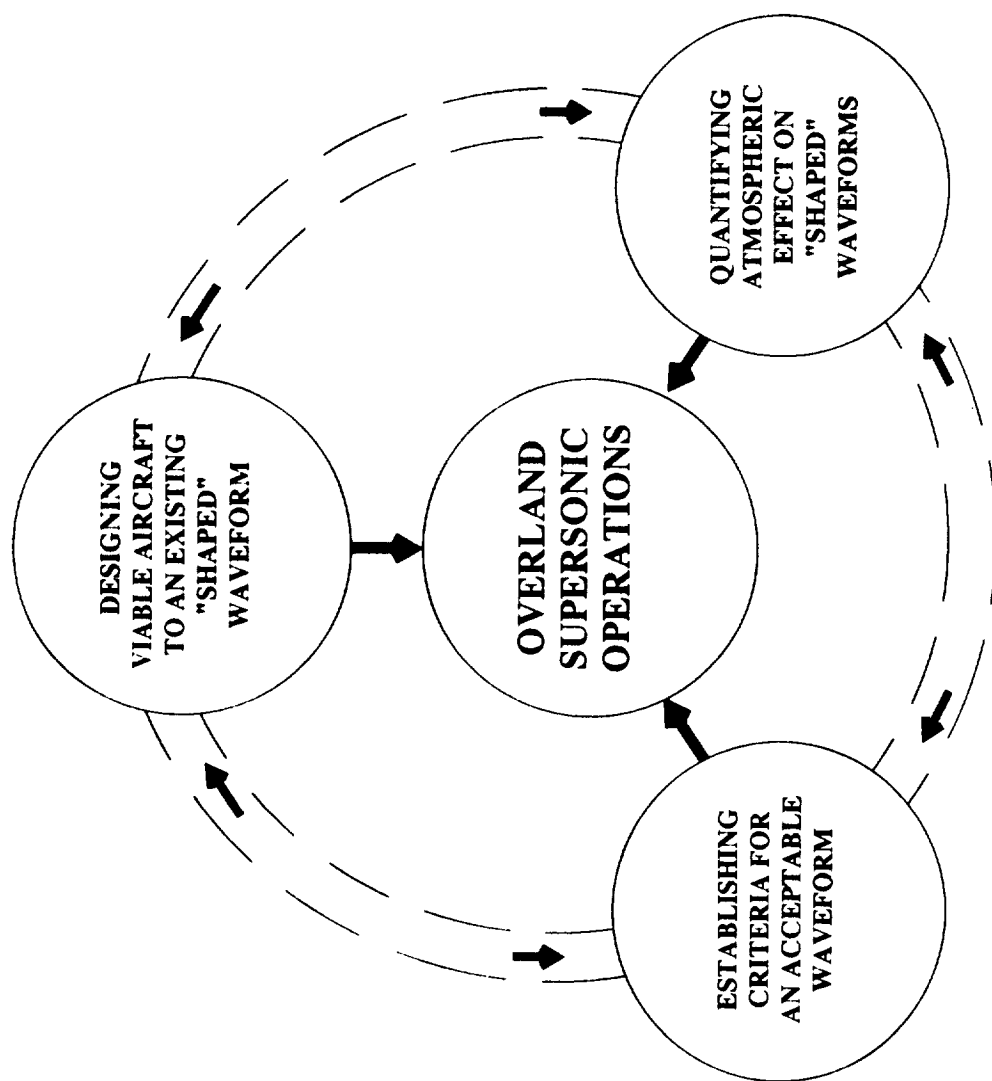 DESIGNING
VIABLE AIRCRAFT
TO AN EXISTING
"SHAPED"
WAVEFORM
OVERLAND
SUPERSONIC
OPERATIONS
ESTABLISHING
CRITERIA FOR
AN ACCEPTABLE
WAVEFORM
QUANTIFYING
ATMOSPHERIC
EFFECT ON
"SHAPED"
WAVEFORMS